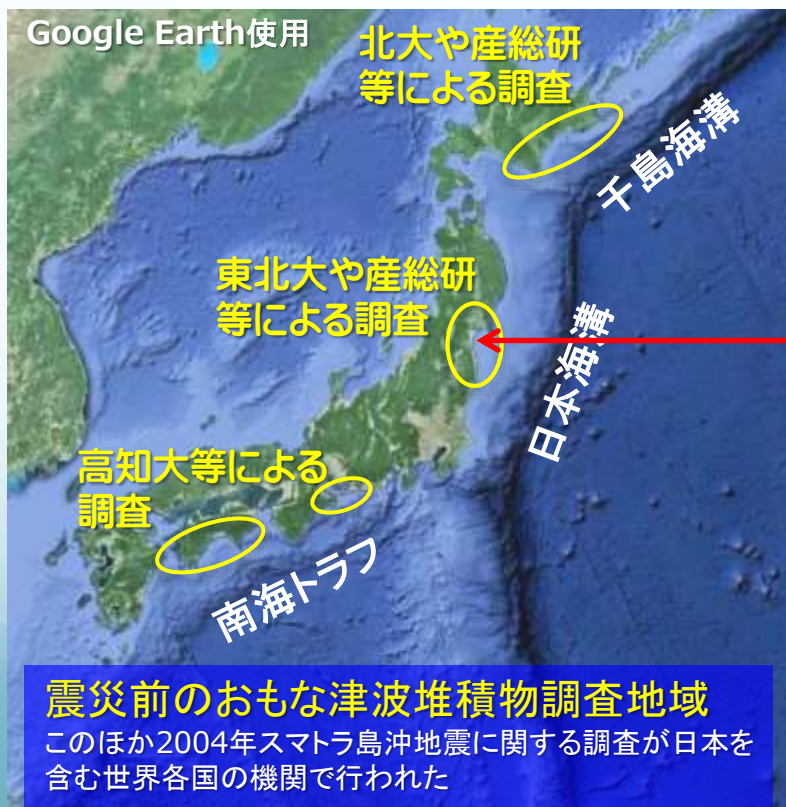 Google Earth使用
北大や産総研
等による調査
千島海溝
東北大や産総研
等による調査
日本海溝
高知大等による
調査
南海トラフ
震災前のおもな津波堆積物調査地域
このほか2004年スマトラ島沖地震に関する調査が日本を
含む世界各国の機関で行われた